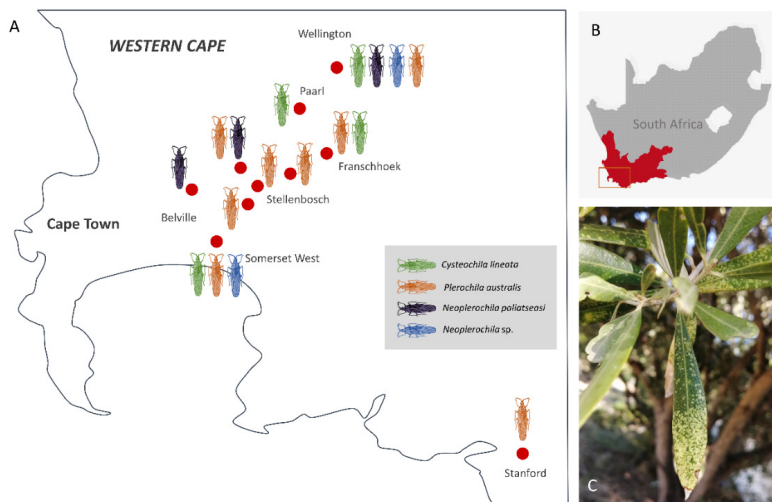 A
WESTERN CAPE
Wellington
Paarl
Franschhoek
Stellenbosch
Belville
Cape Town
Somerset West
Cysteochila lineata
Plerochila australis
Neoplerochila paliatseasi
Neoplerochila sp.
Stanford
B
South Africa
C